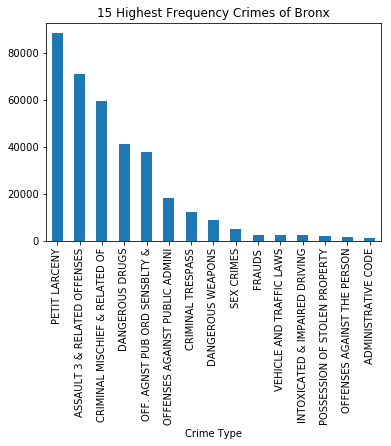 15 Highest Frequency Crimes of Bronx
80000
60000
40000
20000
0
PETIT LARCENY
ASSAULT 3 & RELATED OFFENSES
CRIMINAL MISCHIEF & RELATED OF
DANGEROUS DRUGS
OFF. AGNST PUB ORD SENSBLTY &
OFFENSES AGAINST PUBLIC ADMINI
CRIMINAL TRESPASS
DANGEROUS WEAPONS
SEX CRIMES
FRAUDS
VEHICLE AND TRAFFIC LAWS
INTOXICATED & IMPAIRED DRIVING
POSSESSION OF STOLEN PROPERTY
OFFENSES AGAINST THE PERSON
ADMINISTRATIVE CODE
Crime Type